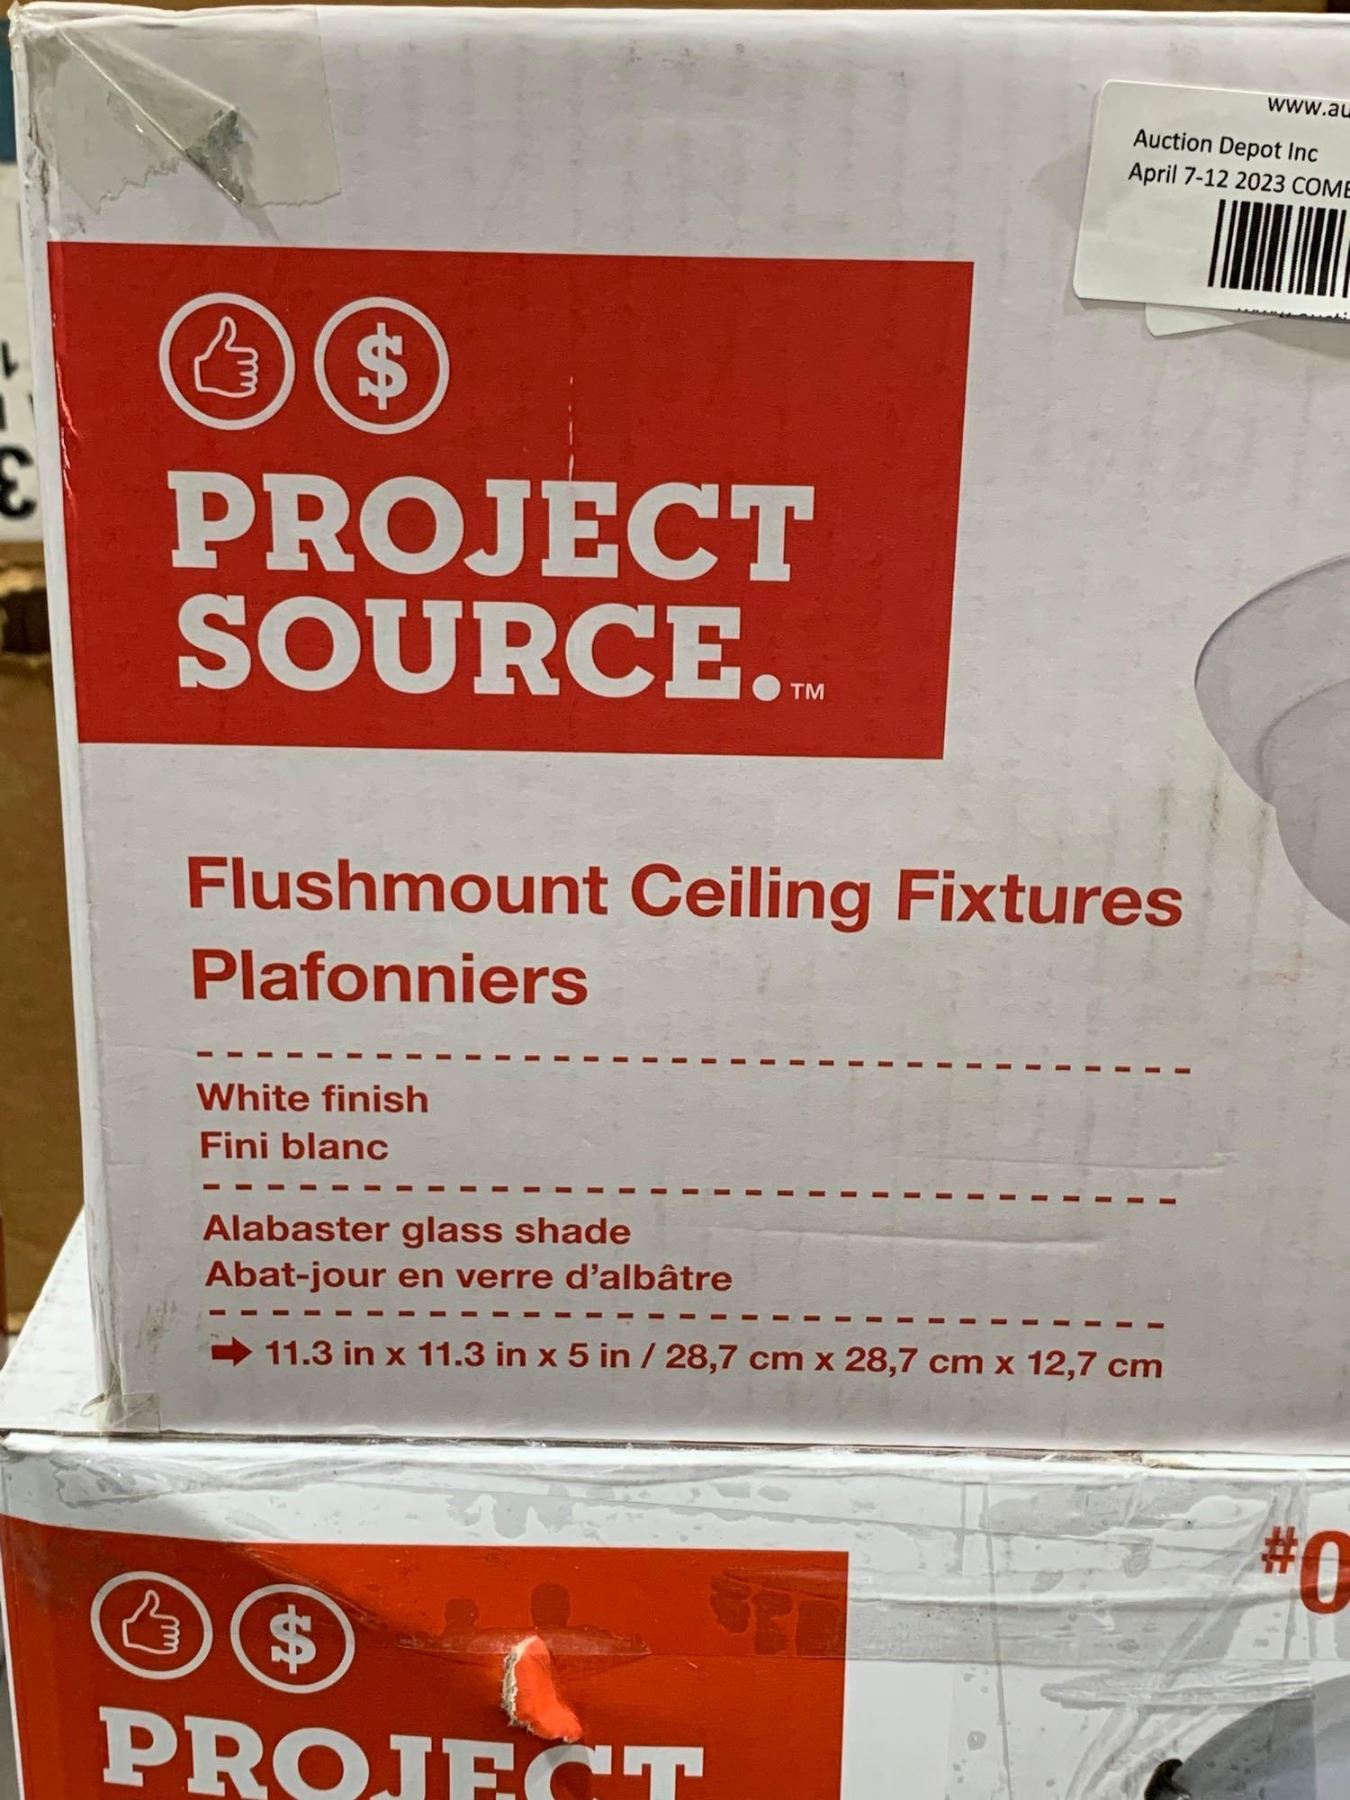 www.au
Auction Depot Inc
April 7-12 2023 COMB
$
PROJECT
SOURCE.™
Flushmount Ceiling Fixtures
Plafonniers
White finish
Fini blanc
Alabaster glass shade
Abat-jour en verre d'albâtre
11.3 in x 11.3 in x 5 in / 28,7 cm x 28,7 cm x 12,7 cm
#0
$
PROJECT